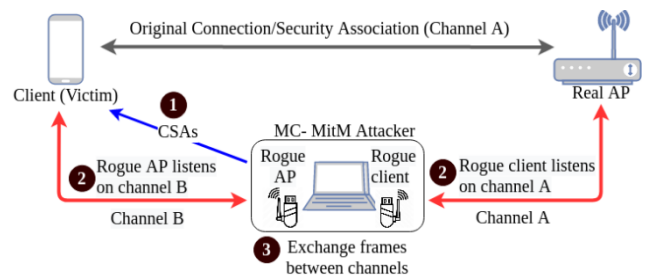 Original Connection/Security Association (Channel A)
Client (Victim)
Real AP
1
CSAs
MC- MitM Attacker
2 Rogue AP listens
on channel B
Channel B
Rogue
AP
Rogue
client
2 Rogue client listens
on channel A
Channel A
3 Exchange frames
between channels